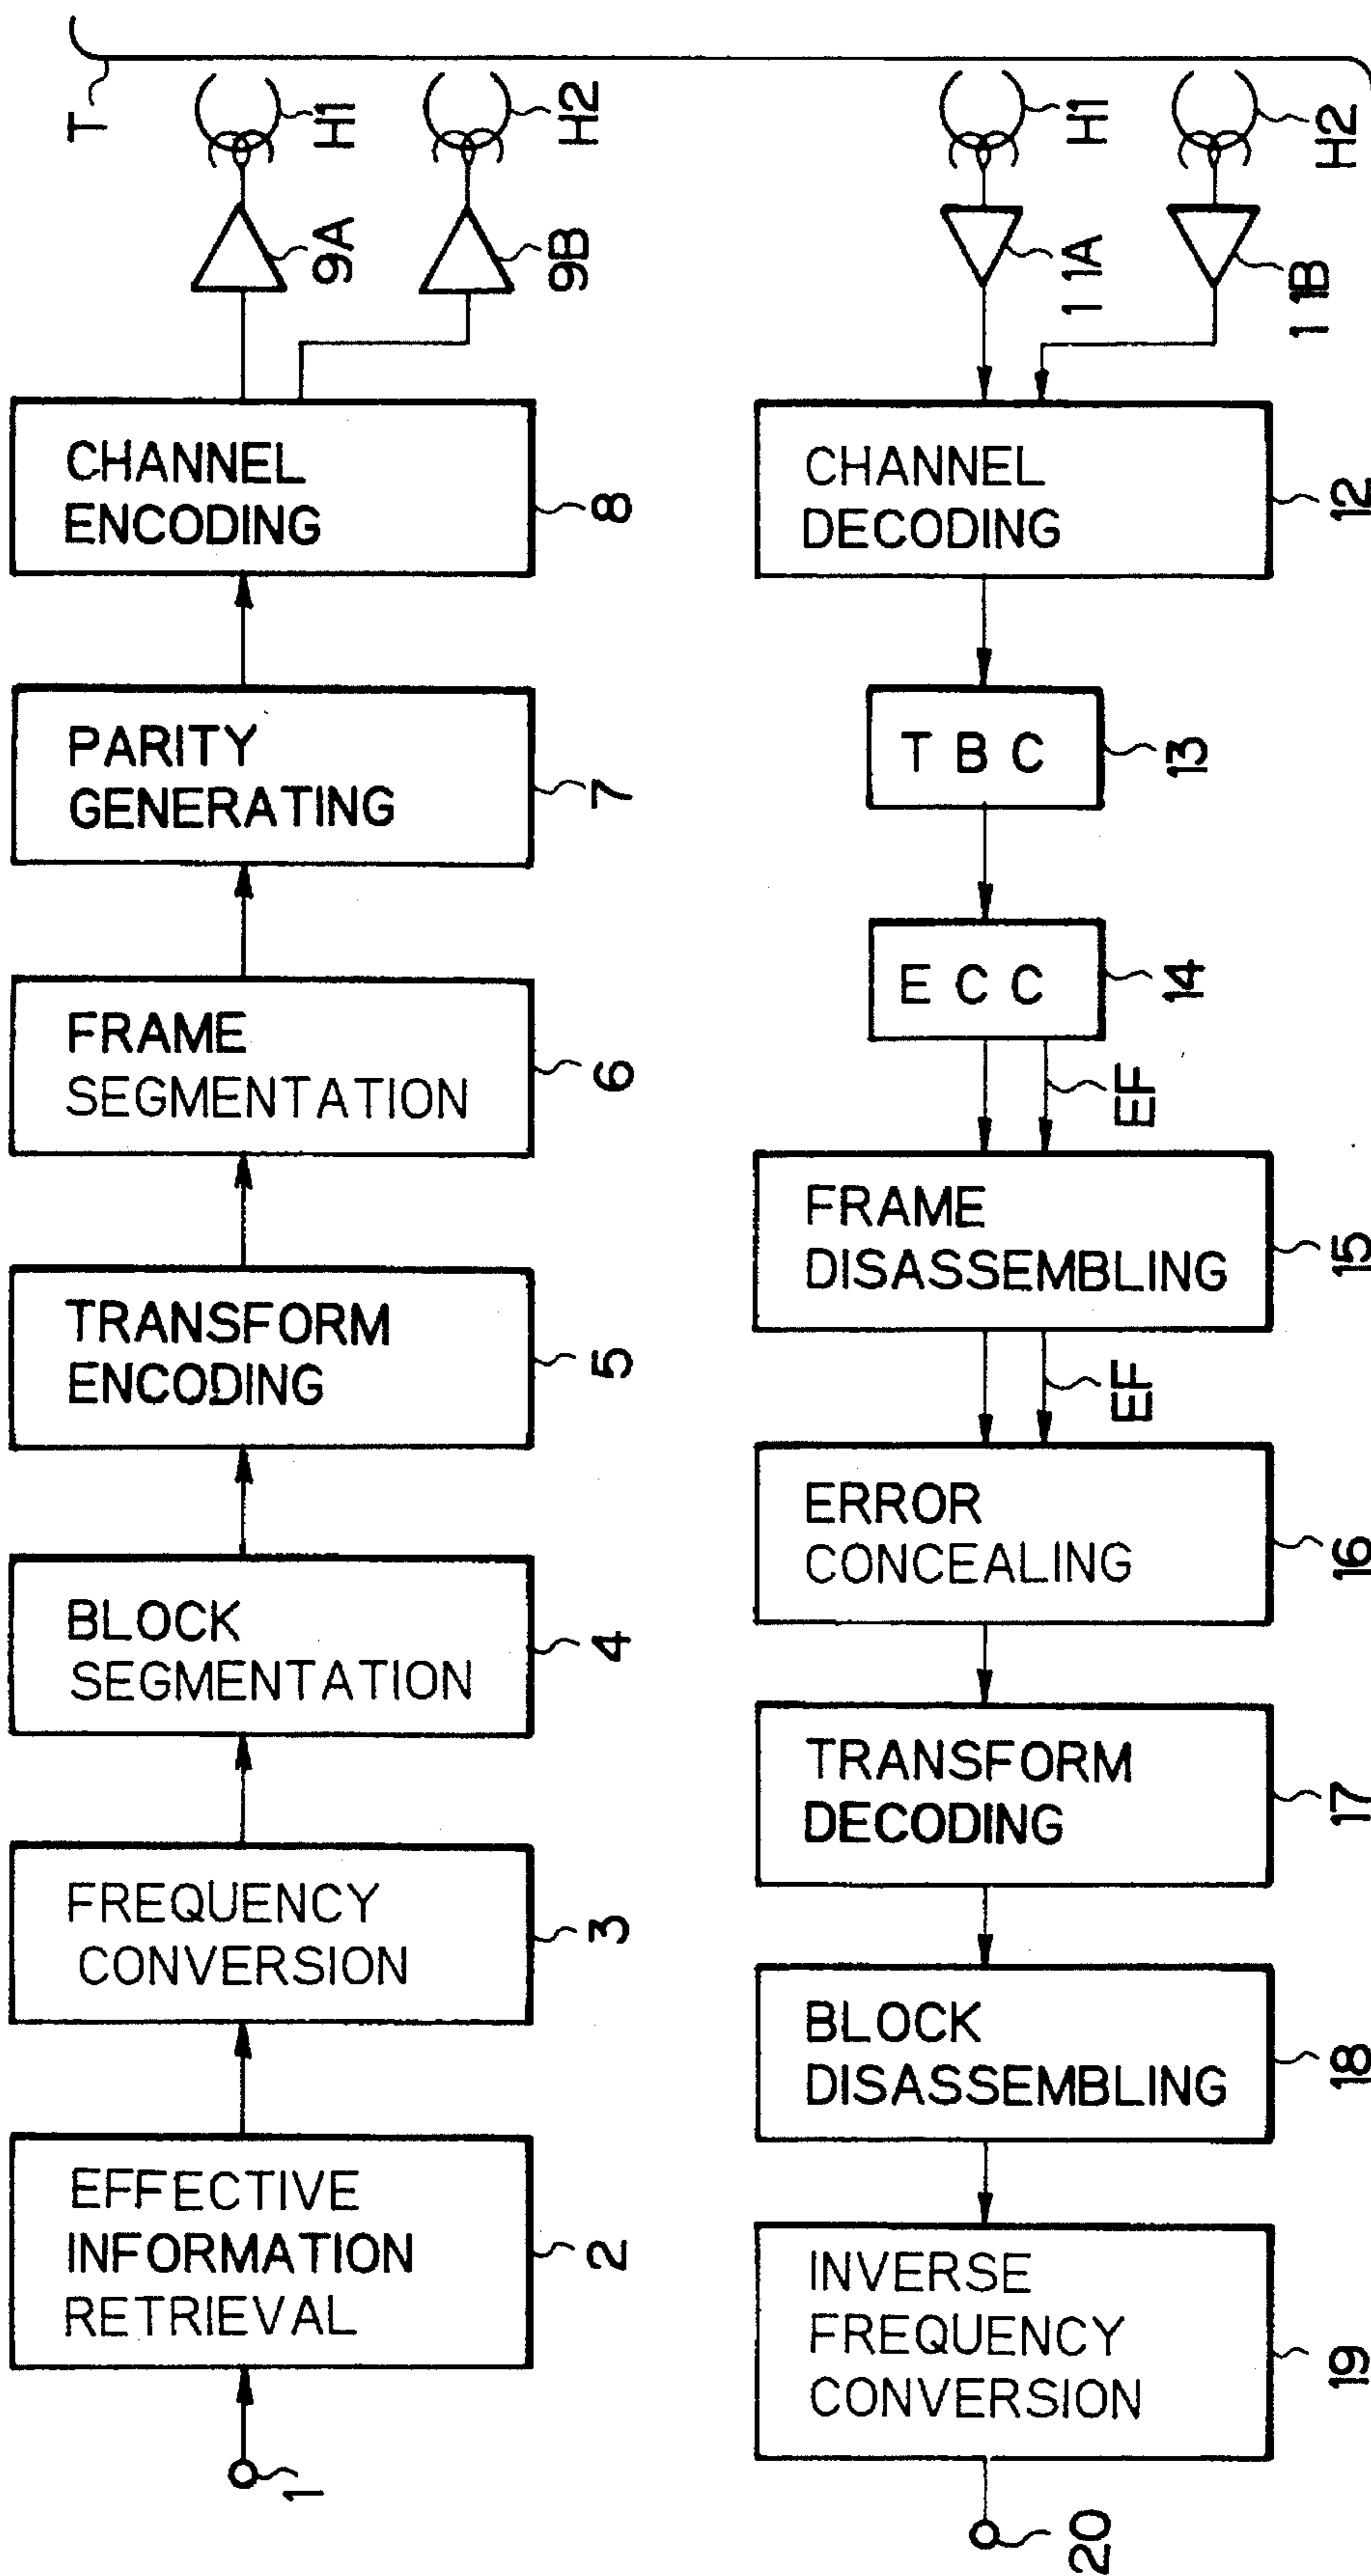 T
H1
H2
9A
9B
CHANNEL
ENCODING
8
PARITY
GENERATING
7
FRAME
SEGMENTATION
6
TRANSFORM
ENCODING
5
BLOCK
SEGMENTATION
4
FREQUENCY
CONVERSION
3
EFFECTIVE
INFORMATION
RETRIEVAL
2
1
H1
H2
11A
11B
CHANNEL
DECODING
12
T B C
13
E C C
14
EF
FRAME
DISASSEMBLING
15
EF
ERROR
CONCEALING
16
TRANSFORM
DECODING
17
BLOCK
DISASSEMBLING
18
INVERSE
FREQUENCY
CONVERSION
19
20